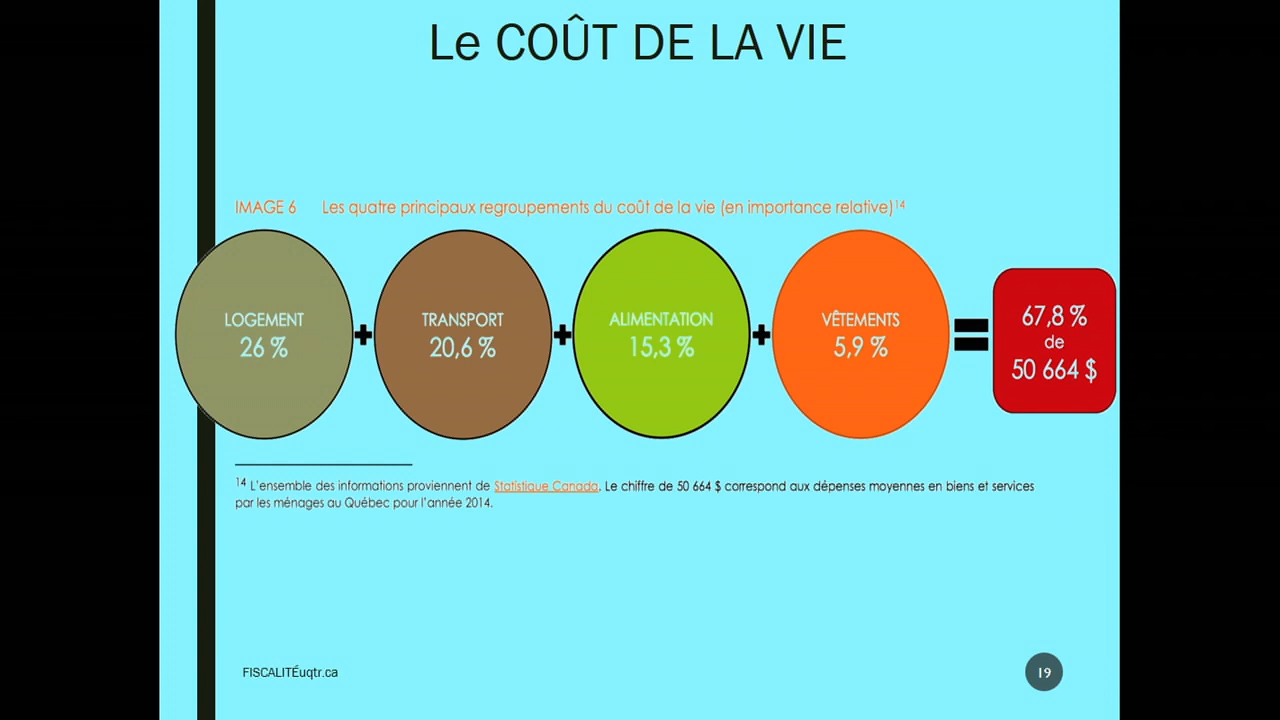 Le COÛT DE LA VIE
IMAGE 6 Les quatre principaux regroupements du coût de la vie (en importance relative)¹⁴
LOGEMENT
26 %
+
TRANSPORT
20,6 %
+
ALIMENTATION
15,3 %
+
VÊTEMENTS
5,9 %
=
67,8 %
de
50 664 $
¹⁴ L'ensemble des informations proviennent de Statistique Canada. Le chiffre de 50 664 $ correspond aux dépenses moyennes en biens et services
par les ménages au Québec pour l'année 2014.
FISCALITÉuqtr.ca
19